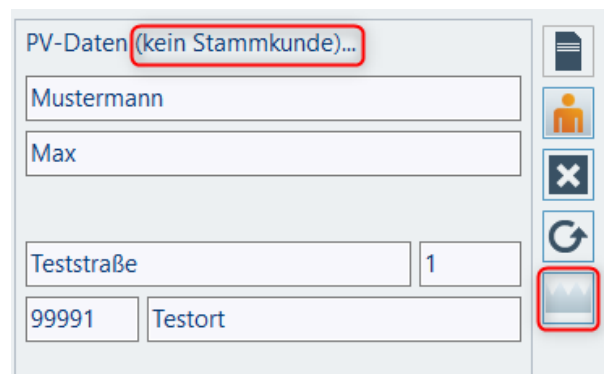 PV-Daten (kein Stammkunde)...
Mustermann
Max
Teststraße 1
99991 Testort